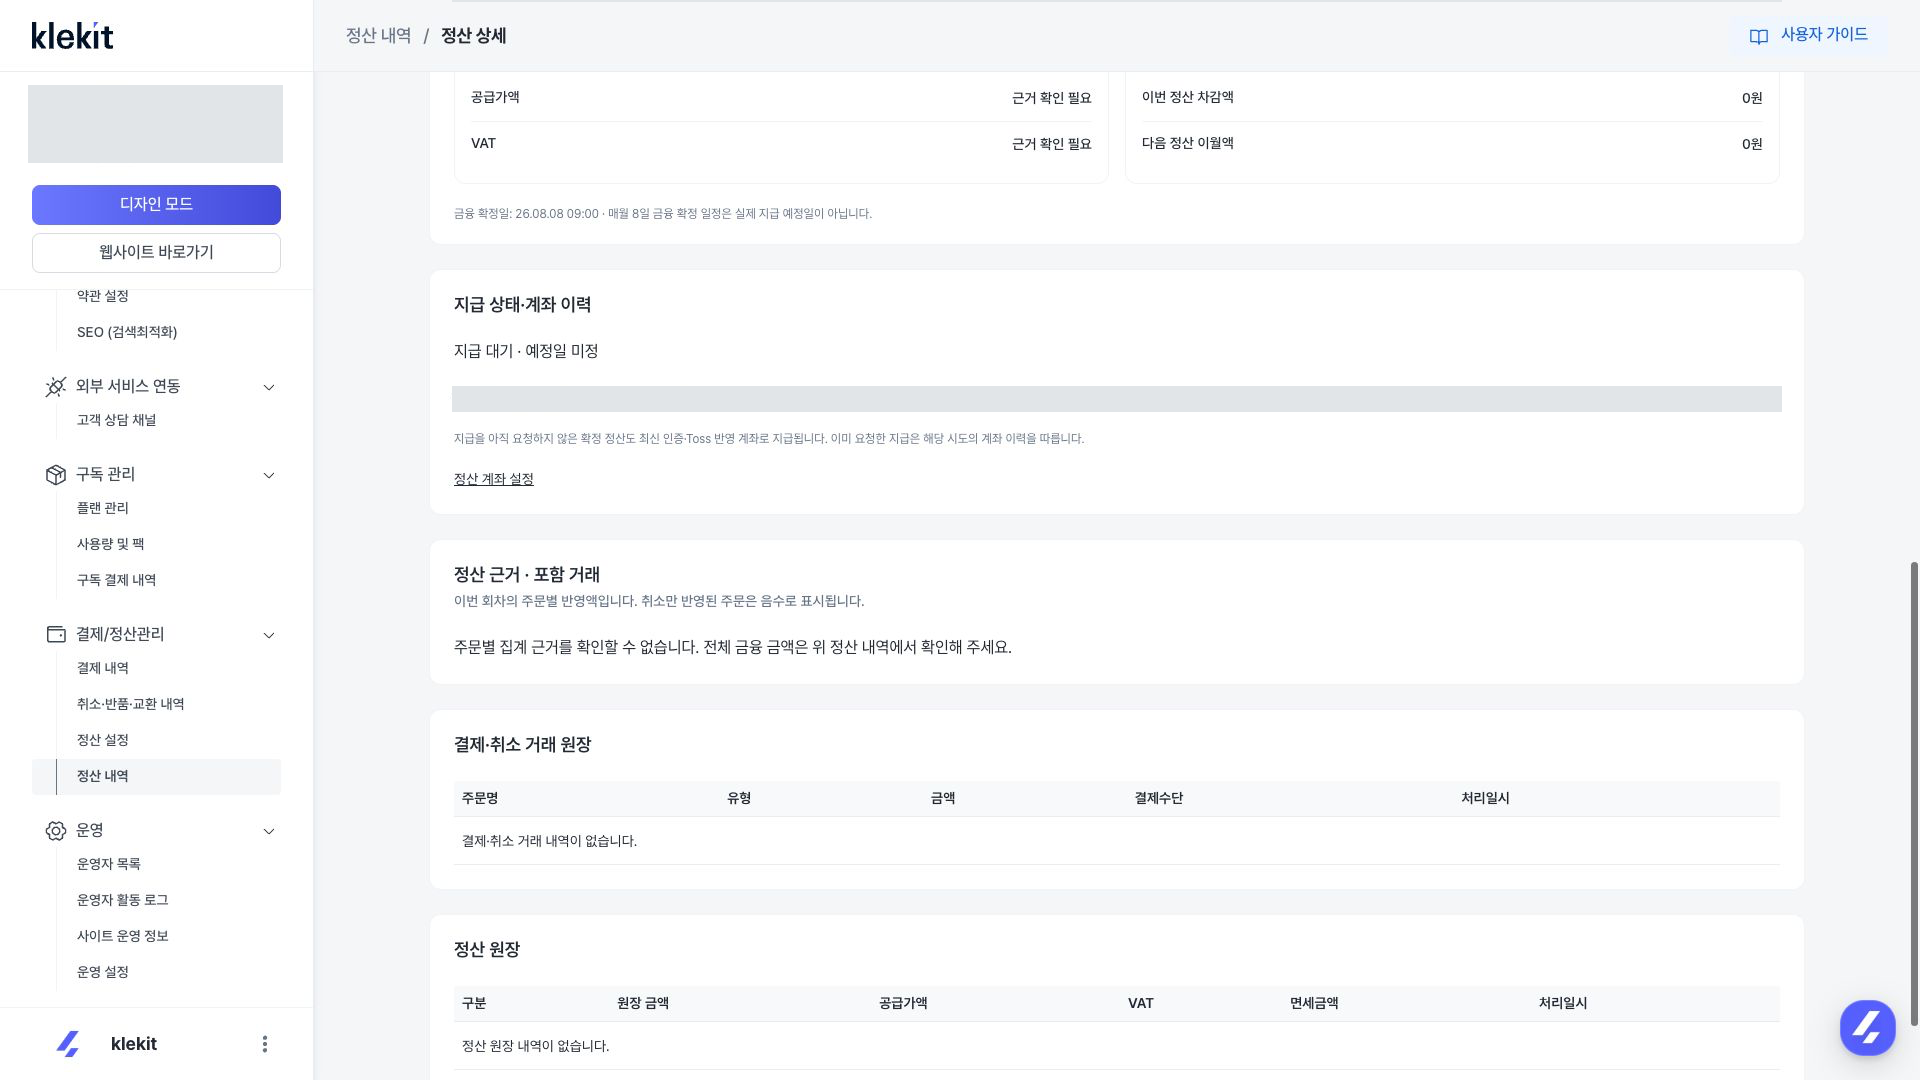 klekit
정산 내역 / 정산 상세
사용자 가이드
디자인 모드
웹사이트 바로가기
약관 설정
SEO (검색최적화)
외부 서비스 연동
고객 상담 채널
구독 관리
플랜 관리
사용량 및 팩
구독 결제 내역
결제/정산관리
결제 내역
취소·반품·교환 내역
정산 설정
정산 내역
운영
운영자 목록
운영자 활동 로그
사이트 운영 정보
운영 설정
klekit
공급가액 근거 확인 필요
VAT 근거 확인 필요
이번 정산 차감액 0원
다음 정산 이월액 0원
금융 확정일: 26.08.08 09:00 · 매월 8일 금융 확정 일정은 실제 지급 예정일이 아닙니다.
지급 상태·계좌 이력
지급 대기 · 예정일 미정
지급을 아직 요청하지 않은 확정 정산도 최신 인증·Toss 반영 계좌로 지급됩니다. 이미 요청한 지급은 해당 시도의 계좌 이력을 따릅니다.
정산 계좌 설정
정산 근거 · 포함 거래
이번 회차의 주문별 반영액입니다. 취소만 반영된 주문은 음수로 표시됩니다.
주문별 집계 근거를 확인할 수 없습니다. 전체 금융 금액은 위 정산 내역에서 확인해 주세요.
결제·취소 거래 원장
주문명 유형 금액 결제수단 처리일시
결제·취소 거래 내역이 없습니다.
정산 원장
구분 원장 금액 공급가액 VAT 면세금액 처리일시
정산 원장 내역이 없습니다.